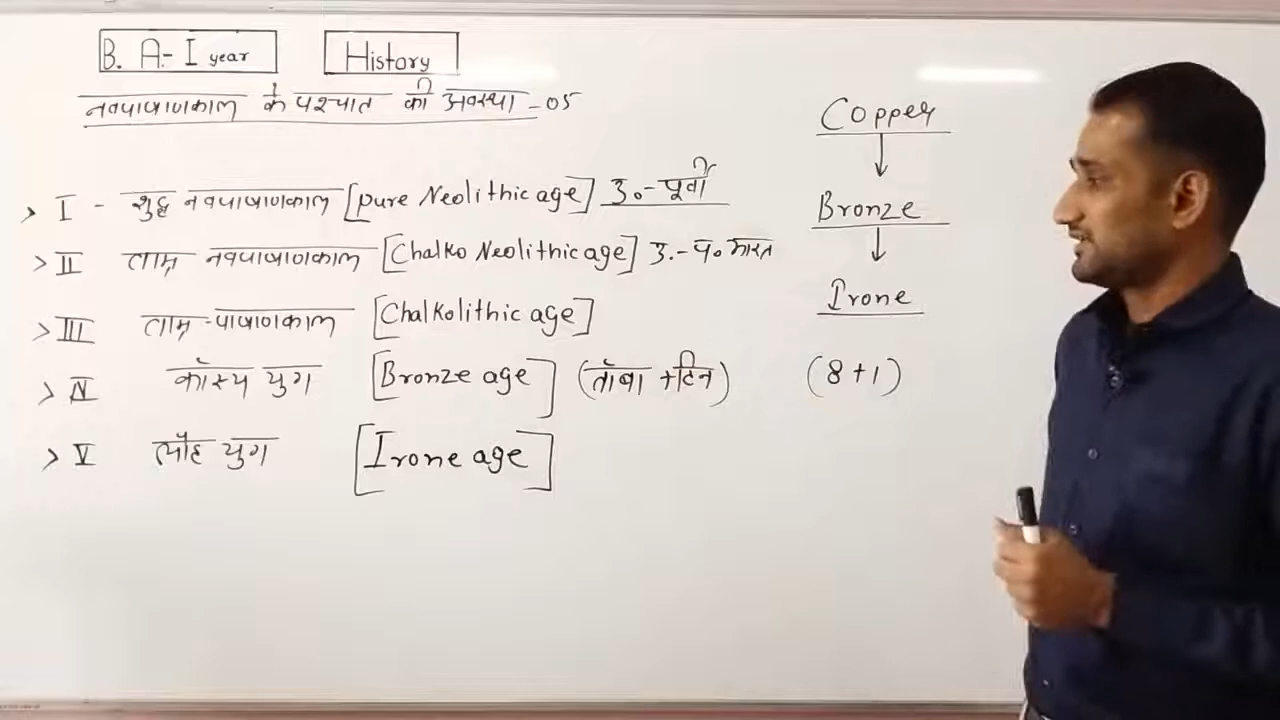 B. A.- I year
History
नवपाषाणकाल के पश्चात की अवस्था - 05
> I - शुद्ध नवपाषाणकाल [pure Neolithic age] उ०-पूर्वी
> II ताम्र नवपाषाणकाल [Chalko Neolithic age] उ.-प० भारत
> III ताम्र-पाषाणकाल [Chalkolithic age]
> IV काँस्य युग [Bronze age] (ताँबा + टिन) (8+1)
> V लौह युग [Irone age]
Copper
↓
Bronze
↓
Irone